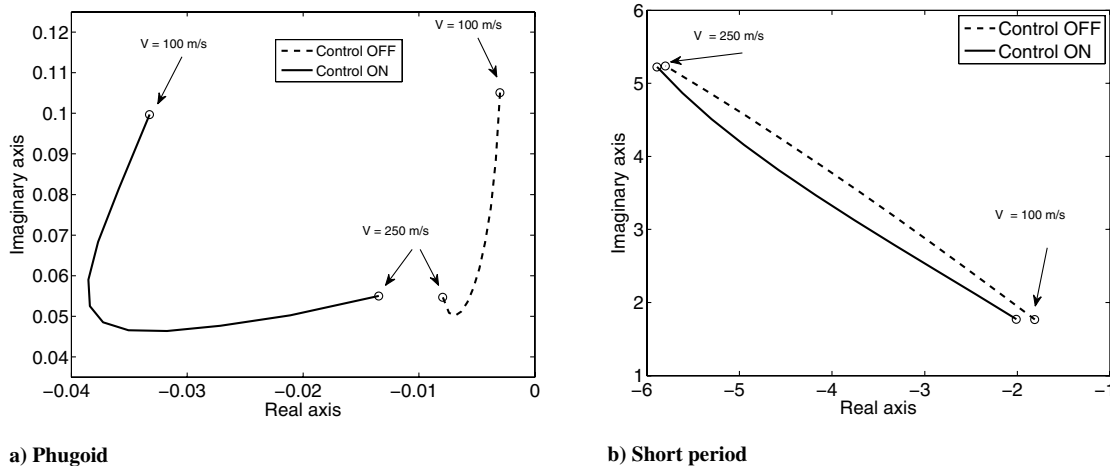 0.12
0.11
0.1
0.09
0.08
0.07
0.06
0.05
0.04
Imaginary axis
−0.04
−0.03
−0.02
−0.01
0
Real axis
V = 100 m/s
V = 100 m/s
Control OFF
Control ON
V = 250 m/s
a) Phugoid
6
5
4
3
2
1
Imaginary axis
−6
−5
−4
−3
−2
−1
Real axis
V = 250 m/s
Control OFF
Control ON
V = 100 m/s
b) Short period